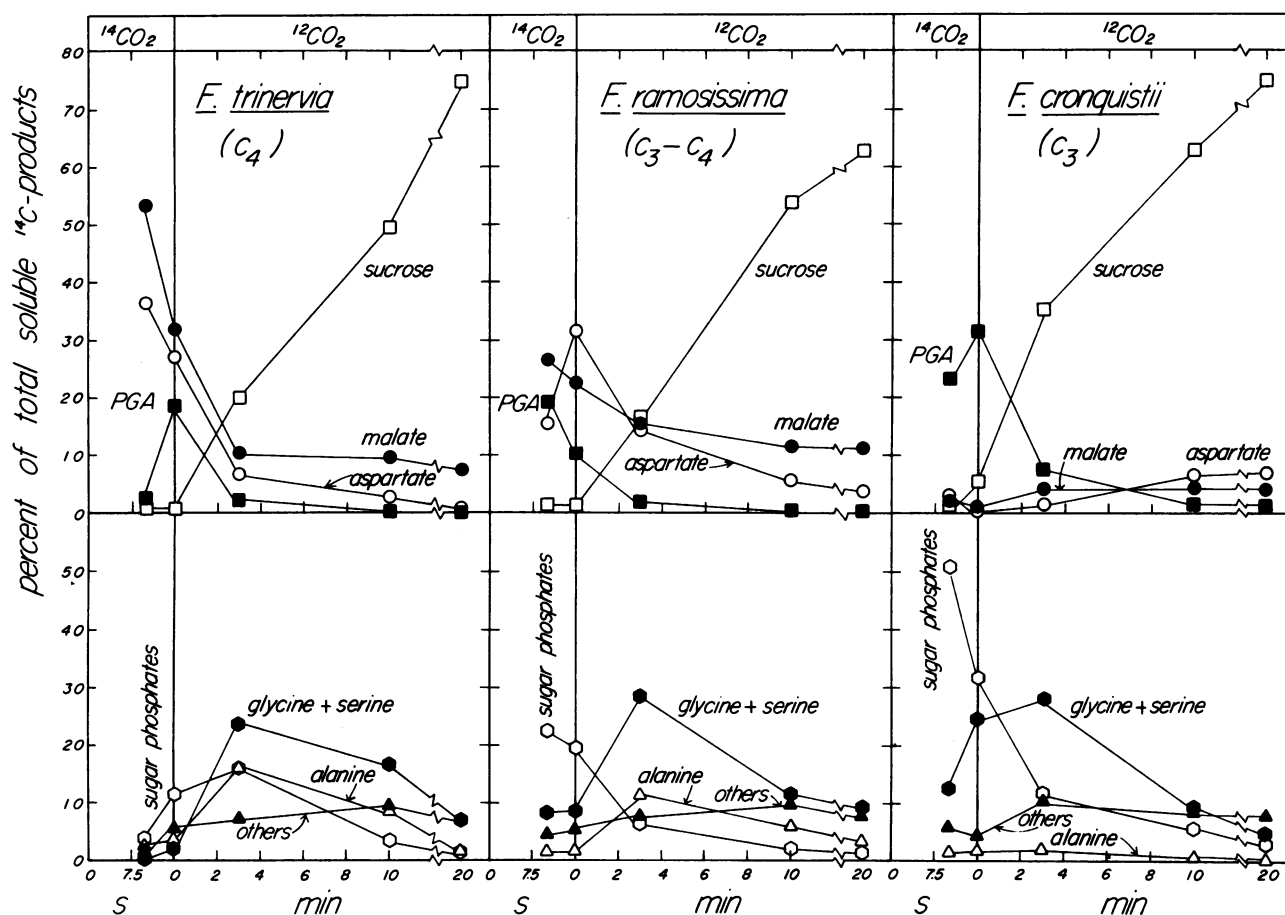 ¹⁴CO₂ ¹²CO₂ ¹⁴CO₂ ¹²CO₂ ¹⁴CO₂ ¹²CO₂
percent of total soluble ¹⁴C-products
80
70
60
50
40
30
20
10
0
F. trinervia
(C₄)
sucrose
PGA
malate
aspartate
F. ramosissima
(C₃-C₄)
sucrose
PGA
malate
aspartate
F. cronquistii
(C₃)
sucrose
PGA
malate
aspartate
50
40
30
20
10
0
sugar phosphates
glycine + serine
alanine
others
sugar phosphates
glycine + serine
alanine
others
sugar phosphates
glycine + serine
others
alanine
0 7.5 0 2 4 6 8 10 20 0 7.5 0 2 4 6 8 10 20 0 7.5 0 2 4 6 8 10 20
s min s min s min